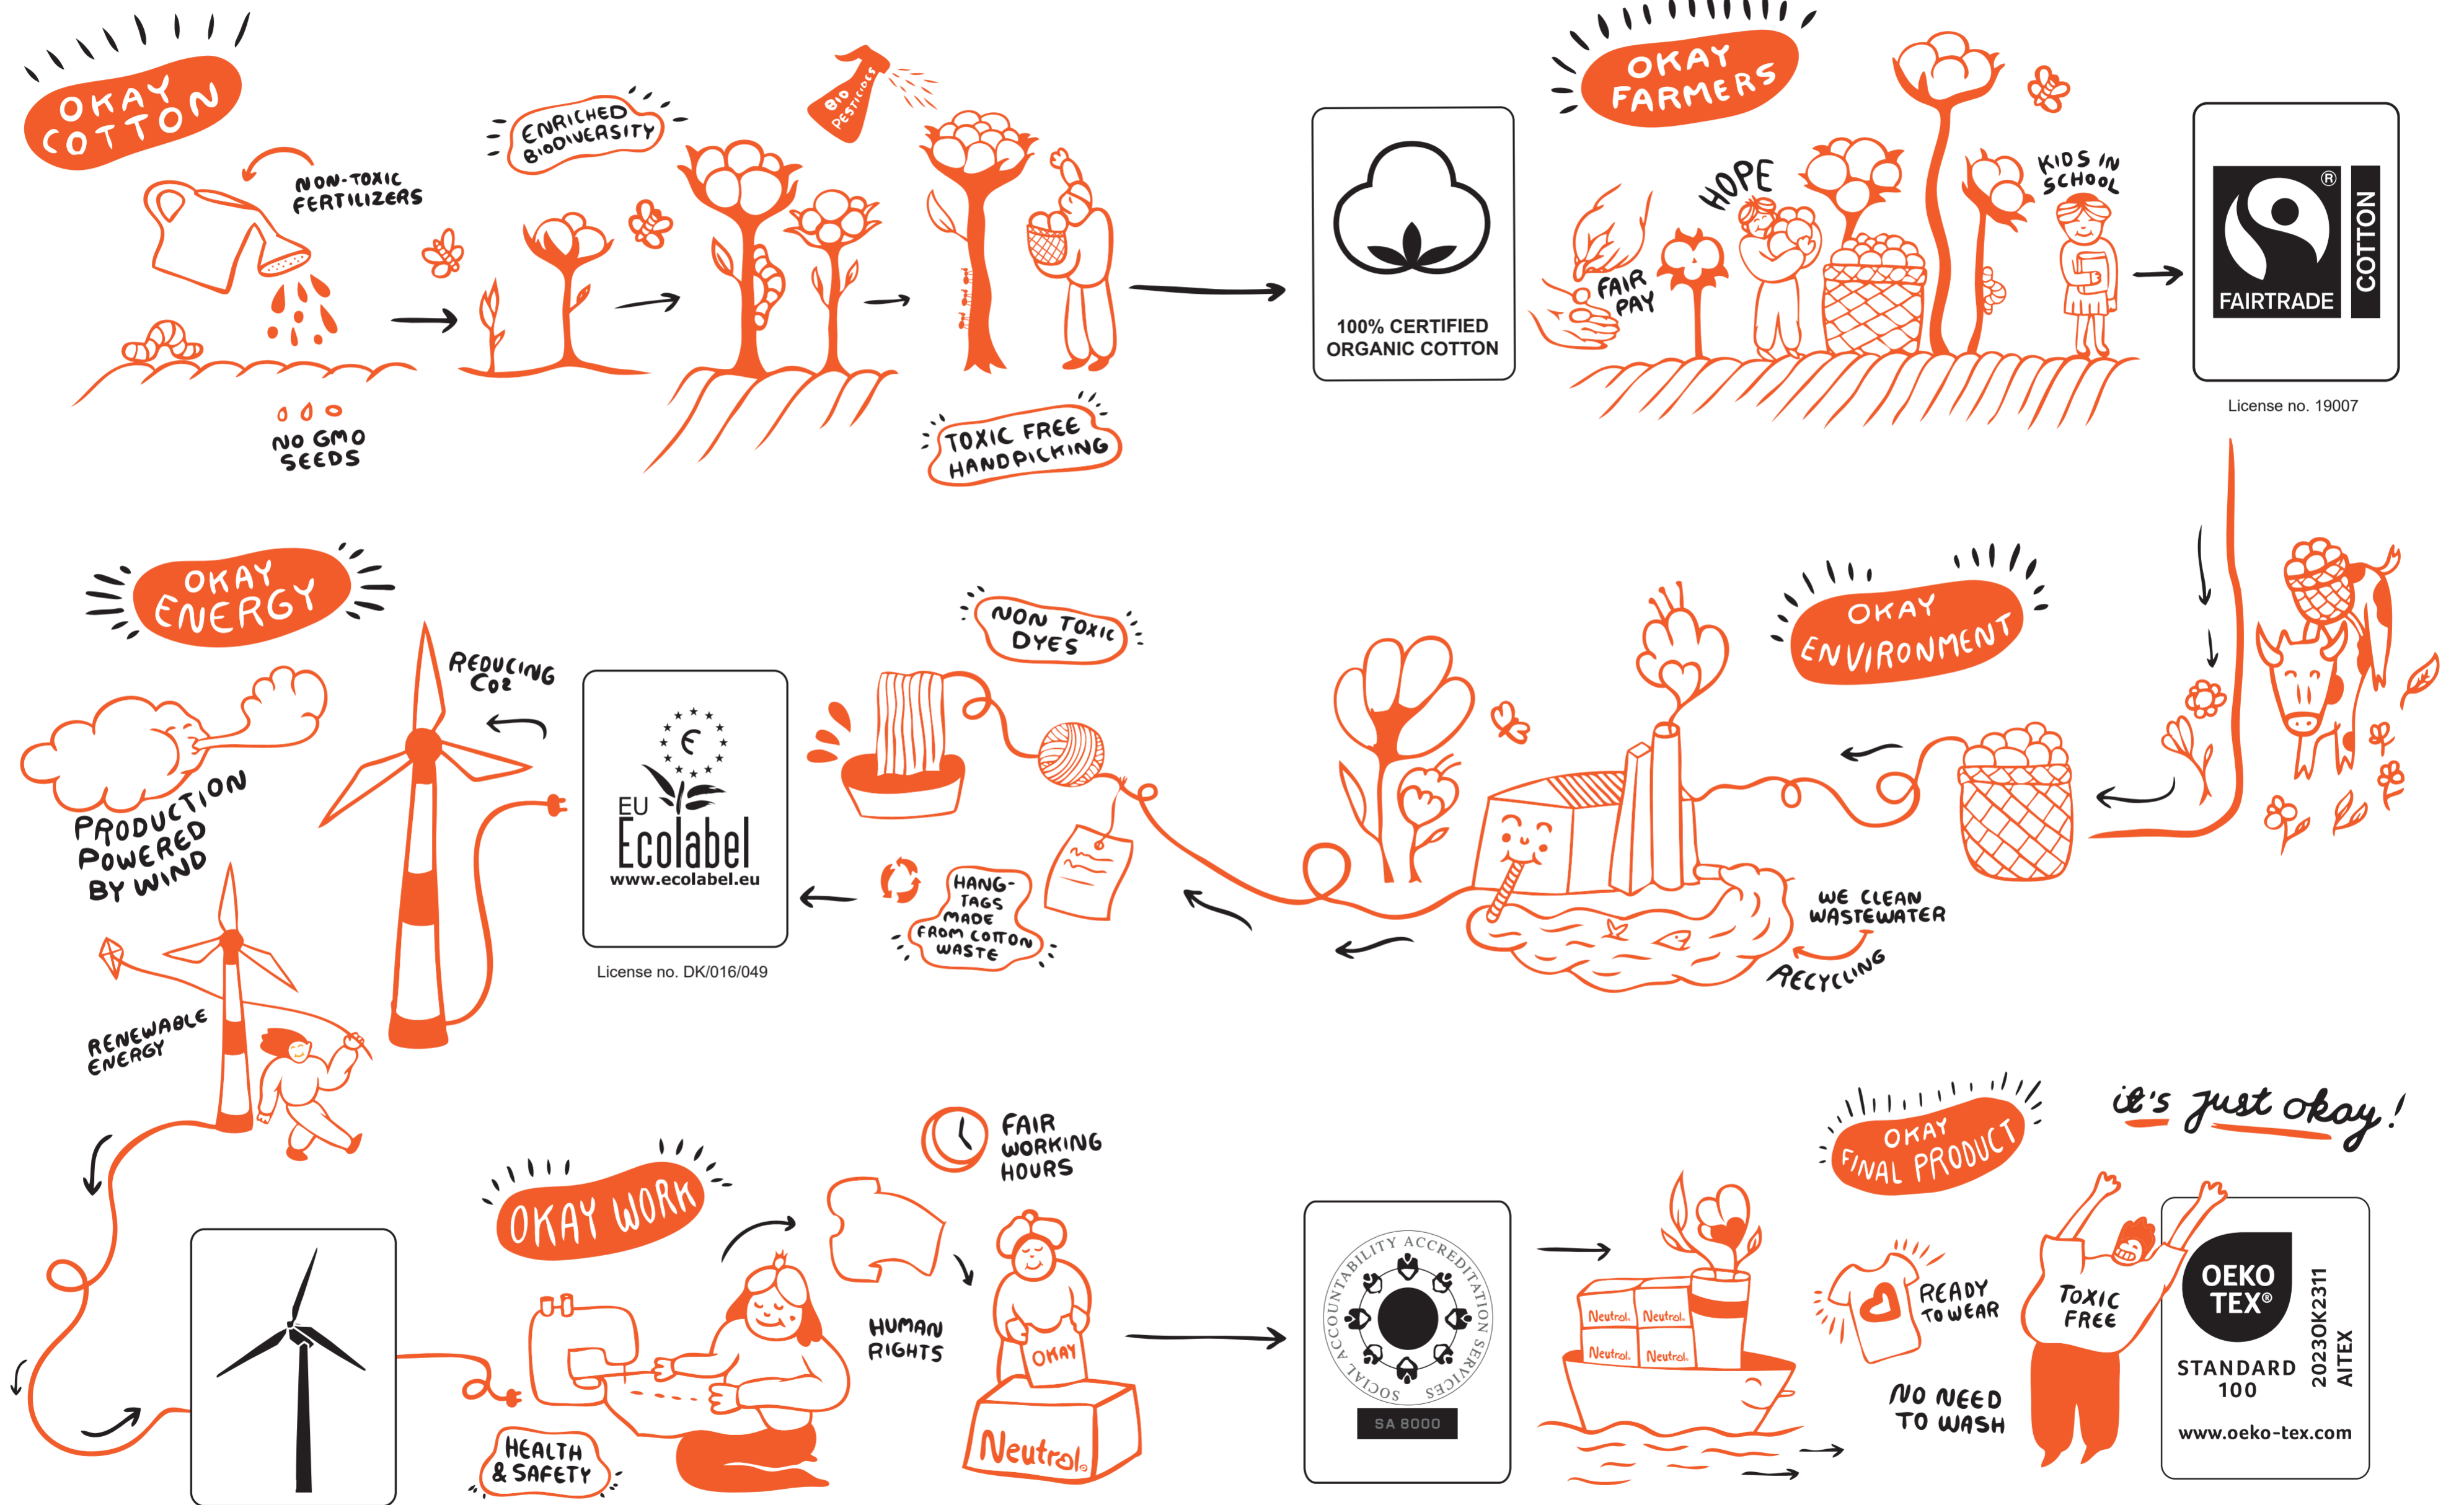 OKAY
COTTON
NON-TOXIC
FERTILIZERS
NO GMO
SEEDS
ENRICHED
BIODIVERSITY
BIO
PESTICIDES
TOXIC FREE
HANDPICKING
100% CERTIFIED
ORGANIC COTTON
OKAY
FARMERS
FAIR
PAY
HOPE
KIDS IN
SCHOOL
®
FAIRTRADE
COTTON
License no. 19007
OKAY
ENVIRONMENT
WE CLEAN
WASTEWATER
RECYCLING
NON TOXIC
DYES
HANG-
TAGS
MADE
FROM COTTON
WASTE
EU
Ecolabel
www.ecolabel.eu
License no. DK/016/049
OKAY
ENERGY
REDUCING
CO2
PRODUCTION
POWERED
BY WIND
RENEWABLE
ENERGY
OKAY WORK
HEALTH
& SAFETY
FAIR
WORKING
HOURS
HUMAN
RIGHTS
OKAY
Neutral®
SOCIAL ACCOUNTABILITY ACCREDITATION SERVICES
SA 8000
Neutral® Neutral®
Neutral® Neutral®
OKAY
FINAL PRODUCT
READY
TO WEAR
NO NEED
TO WASH
it's just okay!
TOXIC
FREE
OEKO
TEX®
STANDARD
100
2023OK2311
AITEX
www.oeko-tex.com